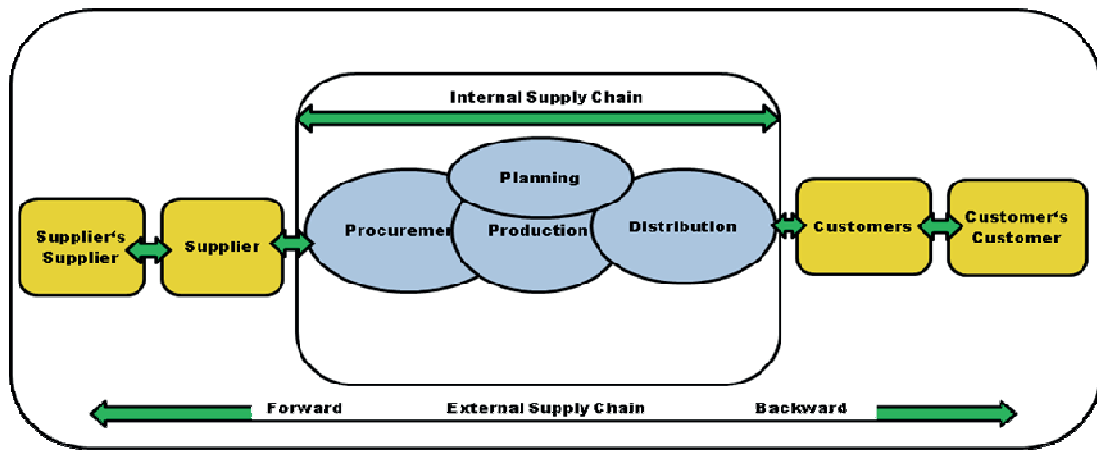 Internal Supply Chain
Planning
Supplier‘s
Supplier
Supplier
Procuremen
Production
Distribution
Customers
Customer‘s
Customer
Forward
External Supply Chain
Backward